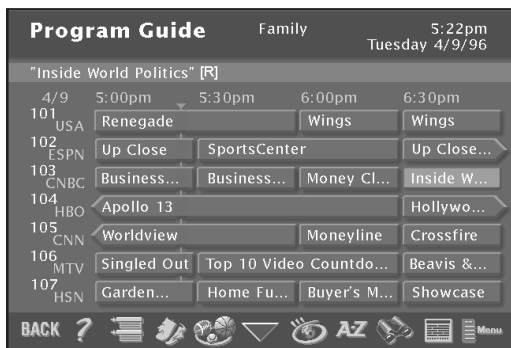 Program Guide Family 5:22pm
Tuesday 4/9/96
"Inside World Politics" [R]
4/9 5:00pm 5:30pm 6:00pm 6:30pm
101 USA Renegade Wings Wings
102 ESPN Up Close SportsCenter Up Close...
103 CNBC Business... Business... Money Cl... Inside W...
104 HBO Apollo 13 Hollywo...
105 CNN Worldview Moneyline Crossfire
106 MTV Singled Out Top 10 Video Countdo... Beavis &...
107 HSN Garden... Home Fu... Buyer's M... Showcase
BACK ? A-Z Menu